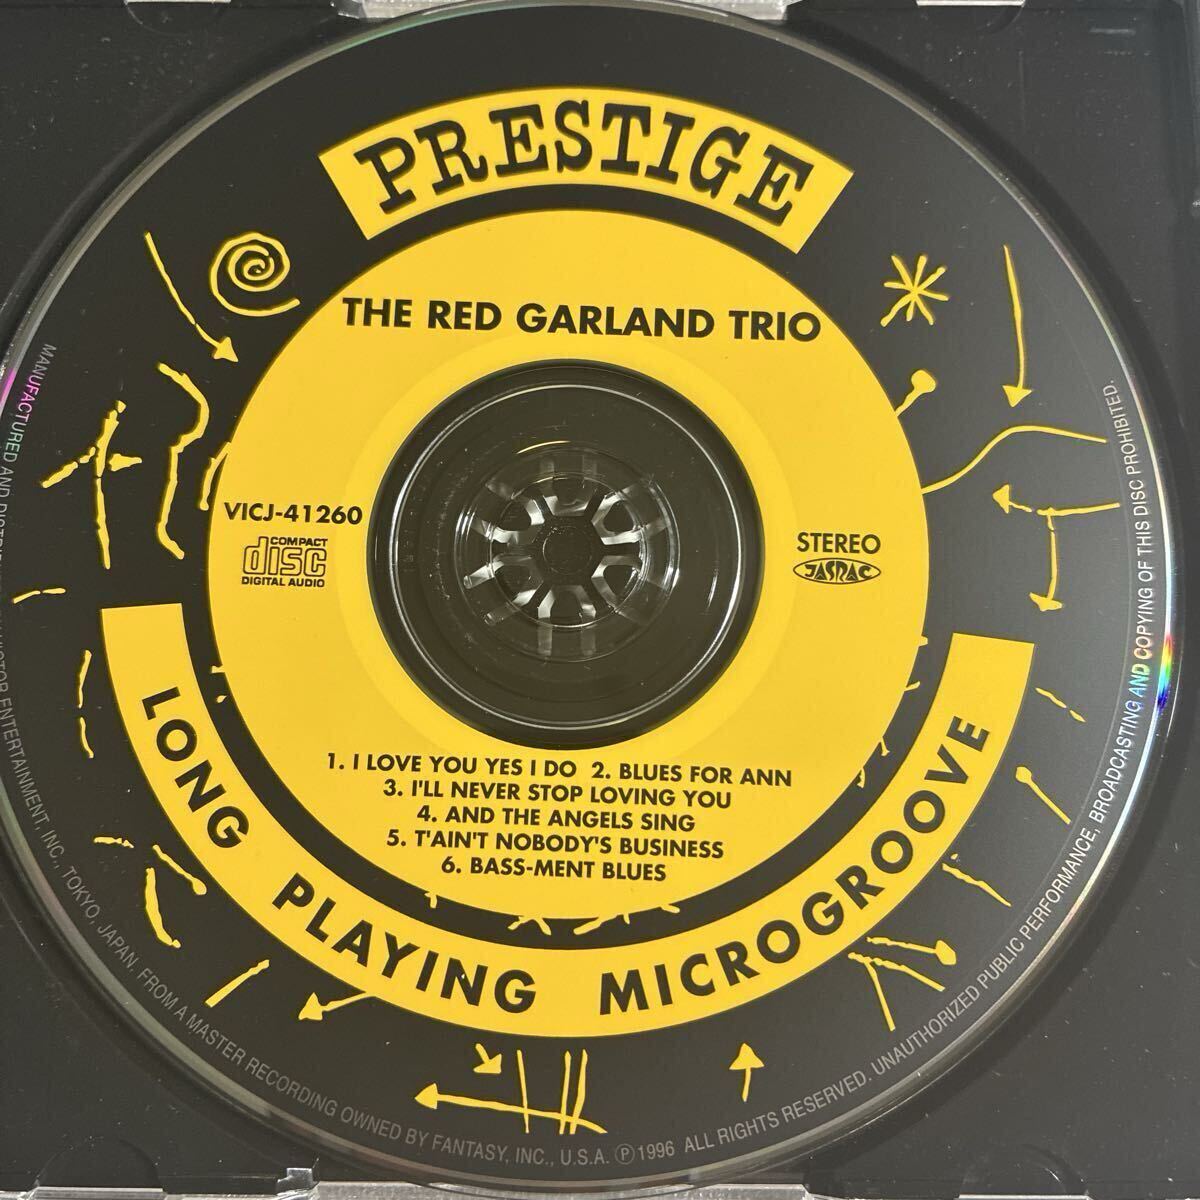 PRESTIGE
THE RED GARLAND TRIO
VICJ-41260
COMPACT
disc
DIGITAL AUDIO
STEREO
JASRAC
1. I LOVE YOU YES I DO 2. BLUES FOR ANN
3. I'LL NEVER STOP LOVING YOU
4. AND THE ANGELS SING
5. T'AIN'T NOBODY'S BUSINESS
6. BASS-MENT BLUES
LONG PLAYING MICROGROOVE
MANUFACTURED AND ENTERTAINMENT, INC., TOKYO, JAPAN. FROM A MASTER RECORDING OWNED BY FANTASY, INC., U.S.A. Ⓟ1996 ALL RIGHTS RESERVED. UNAUTHORIZED PUBLIC PERFORMANCE, BROADCASTING AND COPYING OF THIS DISC PROHIBITED.